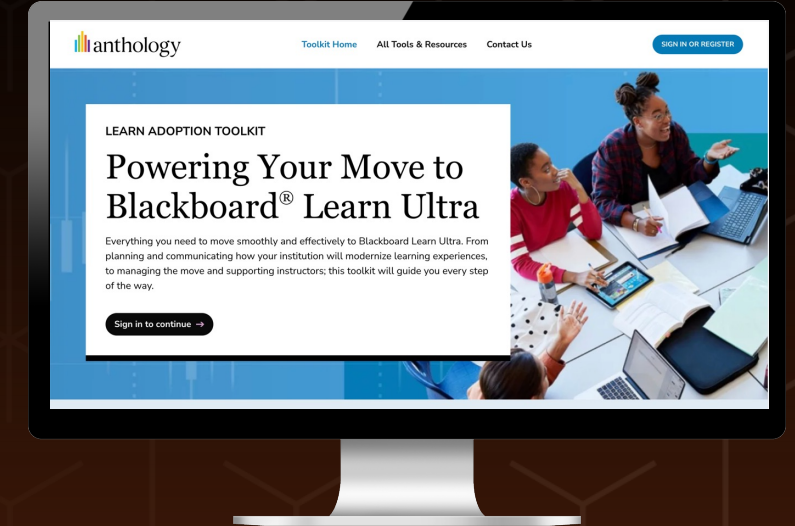 anthology
Toolkit Home
All Tools & Resources
Contact Us
SIGN IN OR REGISTER
LEARN ADOPTION TOOLKIT
Powering Your Move to
Blackboard® Learn Ultra
Everything you need to move smoothly and effectively to Blackboard Learn Ultra. From
planning and communicating how your institution will modernize learning experiences,
to managing the move and supporting instructors; this toolkit will guide you every step
of the way.
Sign in to continue →